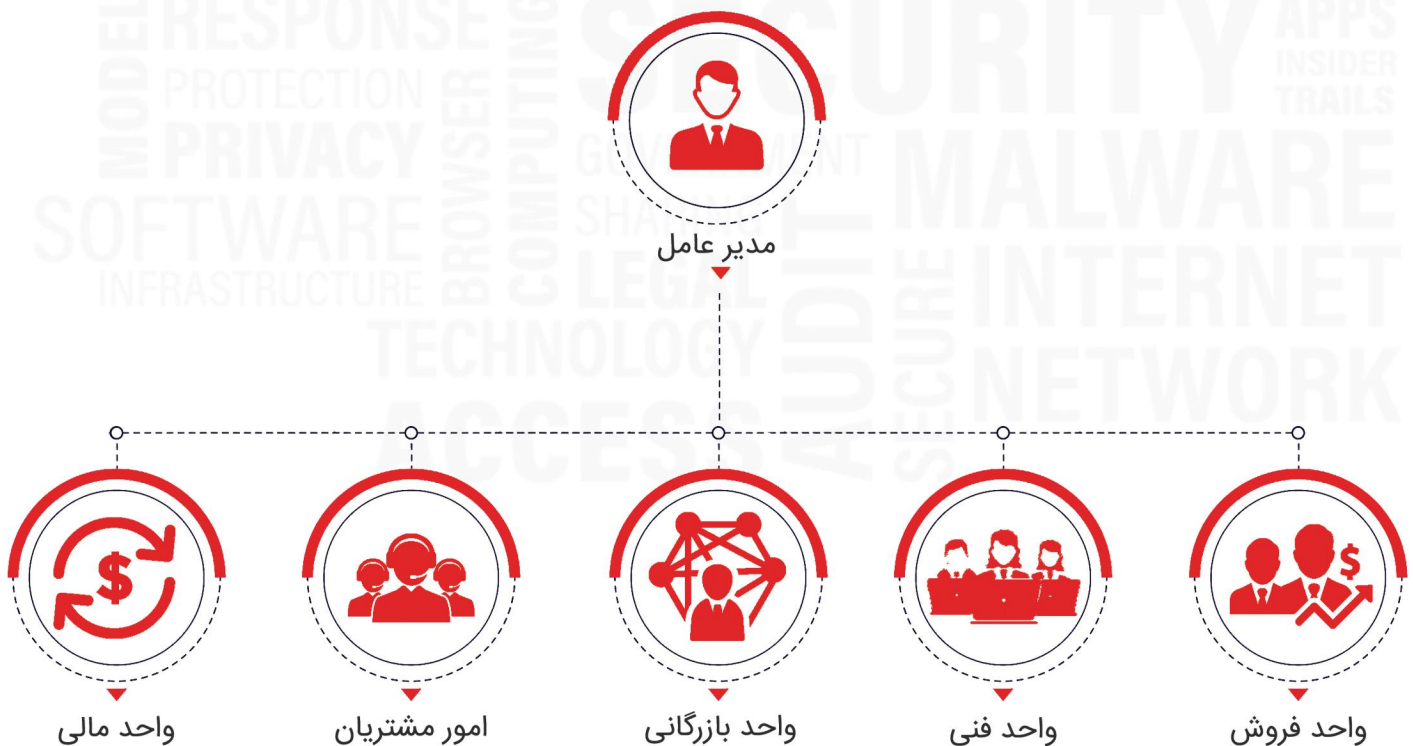 MODEL
RESPONSE
PROTECTION
PRIVACY
SOFTWARE
INFRASTRUCTURE
BROWSER
COMPUTING
SECURITY
APPS
INSIDER
TRAILS
MALWARE
LEGAL
TECHNOLOGY
ACCESS
AUDIT
SECURE
INTERNET
NETWORK
مدیر عامل
واحد فروش
واحد فنی
واحد بازرگانی
امور مشتریان
واحد مالی
$
$